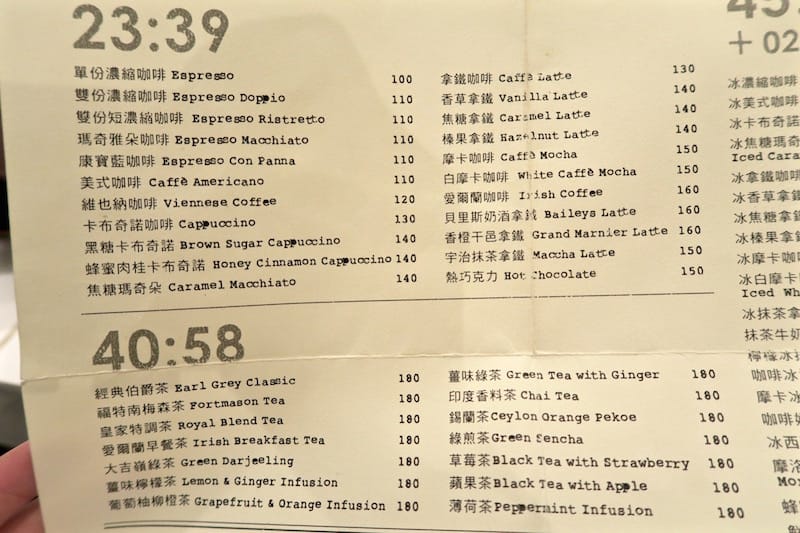 23:39
單份濃縮咖啡 Espresso 100
雙份濃縮咖啡 Espresso Doppio 110
雙份短濃縮咖啡 Espresso Ristretto 110
瑪奇雅朵咖啡 Espresso Macchiato 110
康寶藍咖啡 Espresso Con Panna 110
美式咖啡 Caffè Americano 110
維也納咖啡 Viennese Coffee 120
卡布奇諾咖啡 Cappuccino 130
黑糖卡布奇諾 Brown Sugar Cappuccino 140
蜂蜜肉桂卡布奇諾 Honey Cinnamon Cappuccino 140
焦糖瑪奇朵 Caramel Macchiato 140
拿鐵咖啡 Caffè Latte 130
香草拿鐵 Vanilla Latte 140
焦糖拿鐵 Caramel Latte 140
榛果拿鐵 Hazelnut Latte 140
摩卡咖啡 Caffè Mocha 150
白摩卡咖啡 White Caffè Mocha 150
愛爾蘭咖啡 Irish Coffee 160
貝里斯奶酒拿鐵 Baileys Latte 160
香橙干邑拿鐵 Grand Marnier Latte 160
宇治抹茶拿鐵 Maccha Latte 150
熱巧克力 Hot Chocolate 150
40:58
經典伯爵茶 Earl Grey Classic 180
福特南梅森茶 Fortmason Tea 180
皇家特調茶 Royal Blend Tea 180
愛爾蘭早餐茶 Irish Breakfast Tea 180
大吉嶺綠茶 Green Darjeeling 180
薑味檸檬茶 Lemon & Ginger Infusion 180
葡萄柚柳橙茶 Grapefruit & Orange Infusion 180
薑味綠茶 Green Tea with Ginger 180
印度香料茶 Chai Tea 180
錫蘭茶 Ceylon Orange Pekoe 180
綠煎茶 Green Sencha 180
草莓茶 Black Tea with Strawberry 180
蘋果茶 Black Tea with Apple 180
薄荷茶 Peppermint Infusion 180
+ 02
冰濃縮咖啡
冰美式咖啡
冰卡布奇諾
冰焦糖瑪奇
Iced Cara
冰拿鐵咖啡
冰香草拿
冰焦糖拿
冰榛果拿
冰摩卡咖
冰白摩卡
Iced Wh
冰抹茶拿
抹茶牛奶
檸檬冰
咖啡冰
摩卡冰
咖啡
冰西
摩洛
Mor
蜂